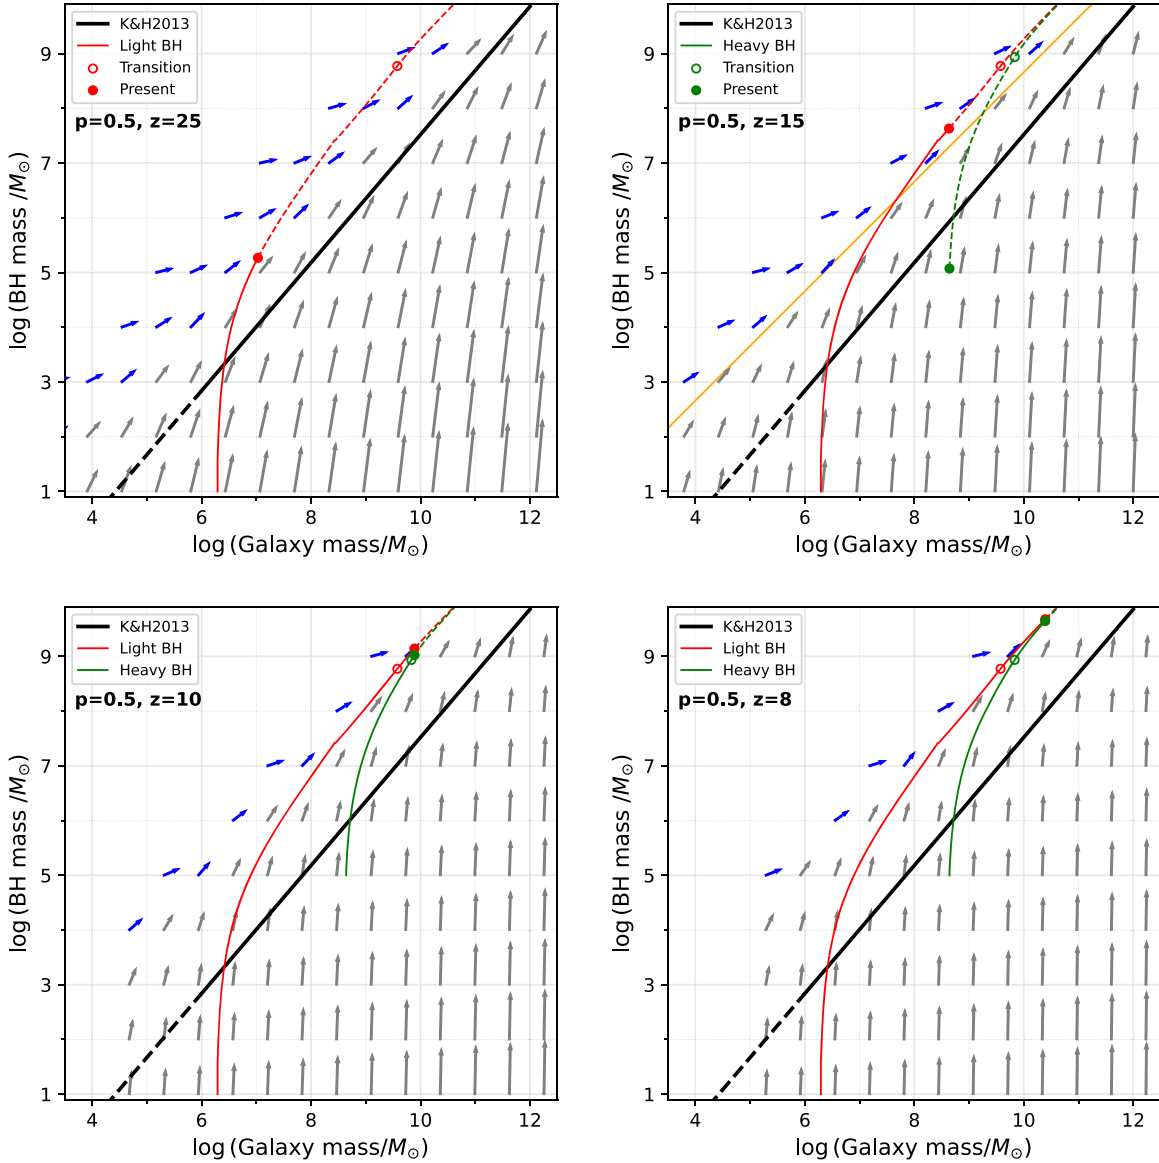 K&H2013
Light BH
Transition
Present
p=0.5, z=25
9
7
5
3
1
log (BH mass /M⊙)
4 6 8 10 12
log (Galaxy mass/M⊙)
K&H2013
Light BH
Heavy BH
Transition
Present
p=0.5, z=15
9
7
5
3
1
log (BH mass /M⊙)
4 6 8 10 12
log (Galaxy mass/M⊙)
K&H2013
Light BH
Heavy BH
p=0.5, z=10
9
7
5
3
1
log (BH mass /M⊙)
4 6 8 10 12
log (Galaxy mass/M⊙)
K&H2013
Light BH
Heavy BH
p=0.5, z=8
9
7
5
3
1
log (BH mass /M⊙)
4 6 8 10 12
log (Galaxy mass/M⊙)